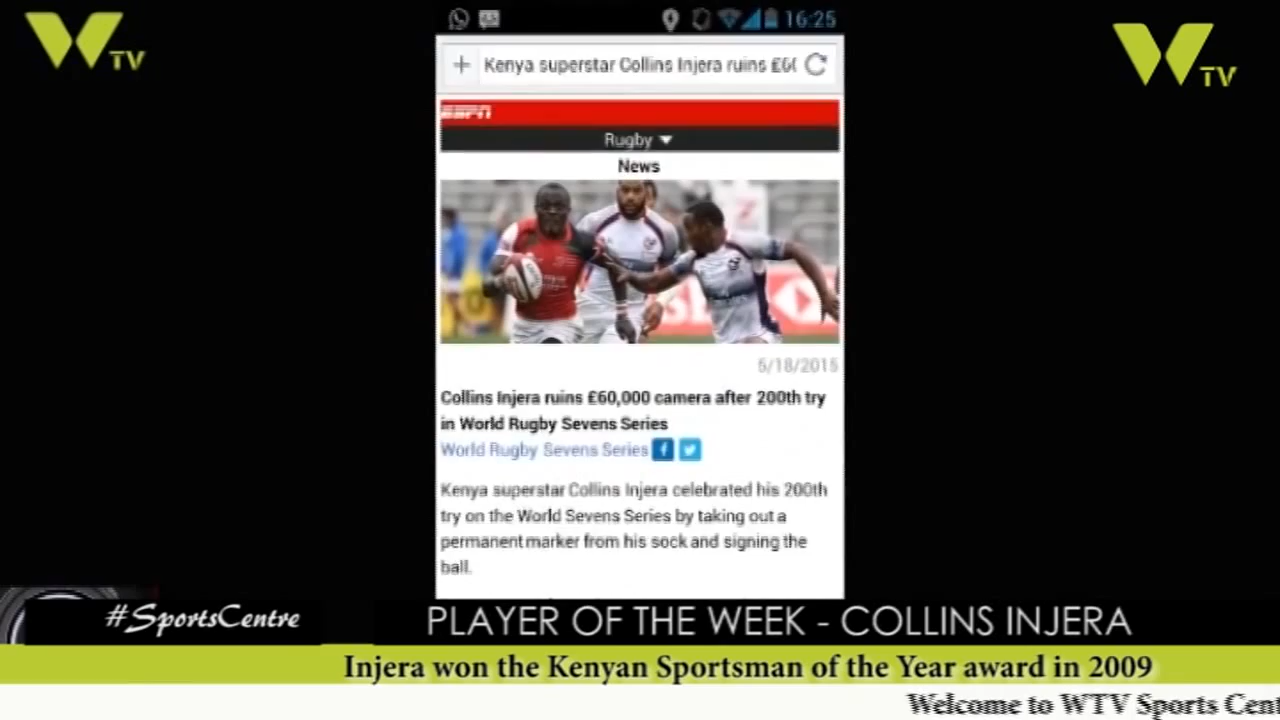 W TV
W TV
16:25
+ Kenya superstar Collins Injera ruins £6(
ESPN
Rugby
News
5/18/2015
Collins Injera ruins £60,000 camera after 200th try
in World Rugby Sevens Series
World Rugby Sevens Series f
Kenya superstar Collins Injera celebrated his 200th
try on the World Sevens Series by taking out a
permanent marker from his sock and signing the
ball.
#SportsCentre
PLAYER OF THE WEEK - COLLINS INJERA
Injera won the Kenyan Sportsman of the Year award in 2009
Welcome to WTV Sports Cent